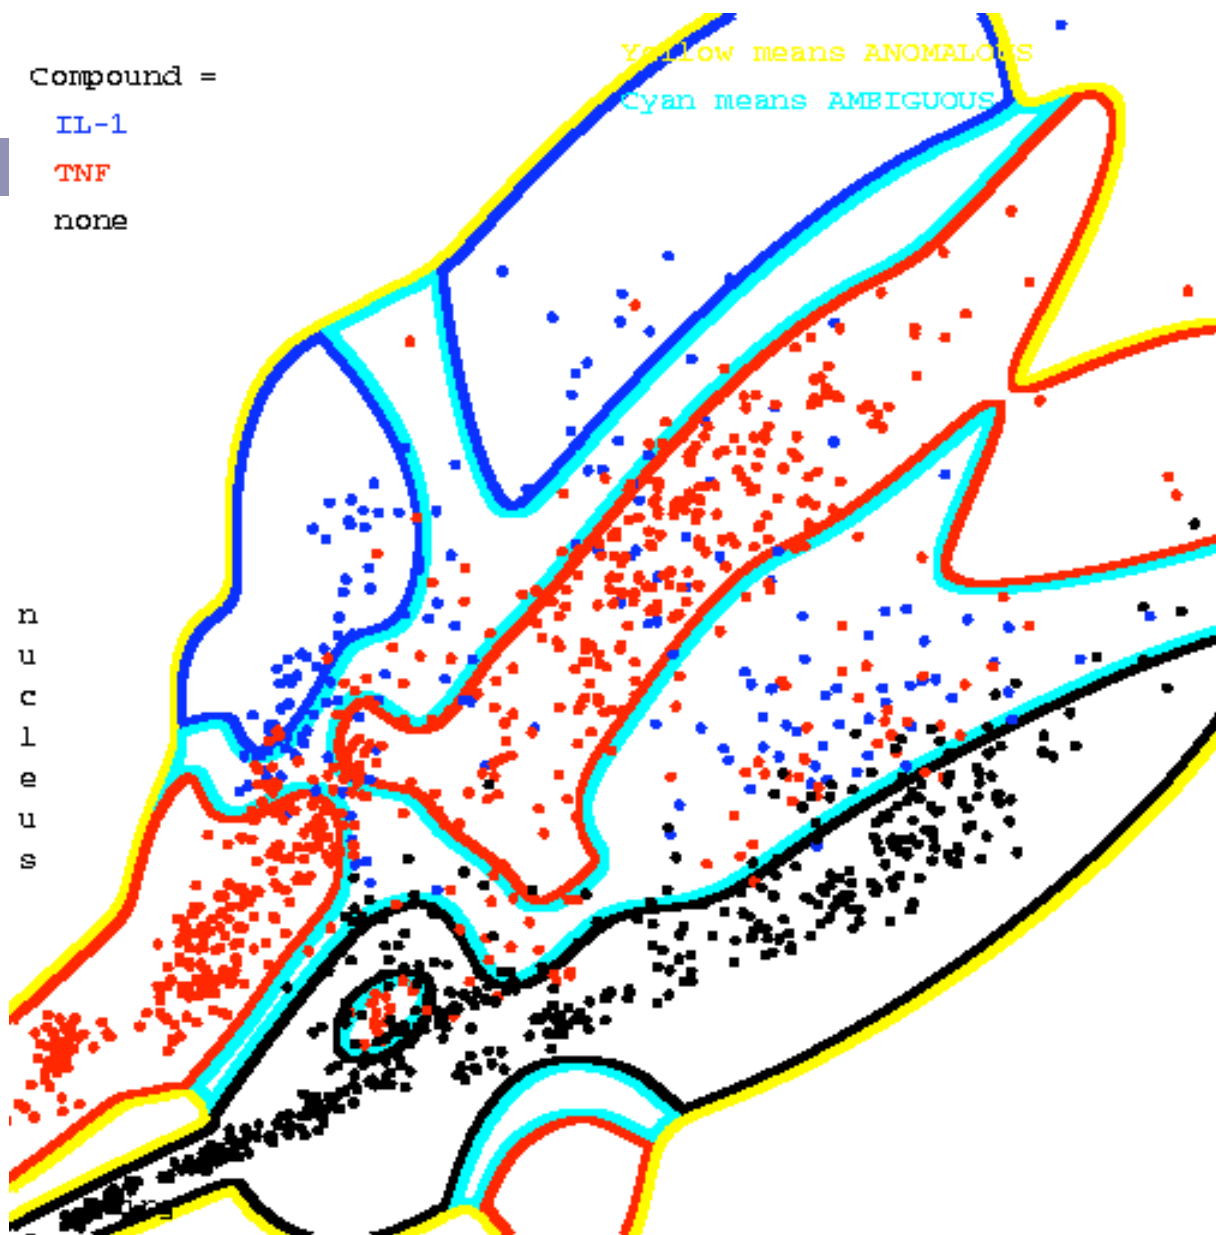 Yellow means ANOMALOUS
Compound =
Cyan means AMBIGUOUS
IL-1
TNF
none
n
u
c
l
e
u
s